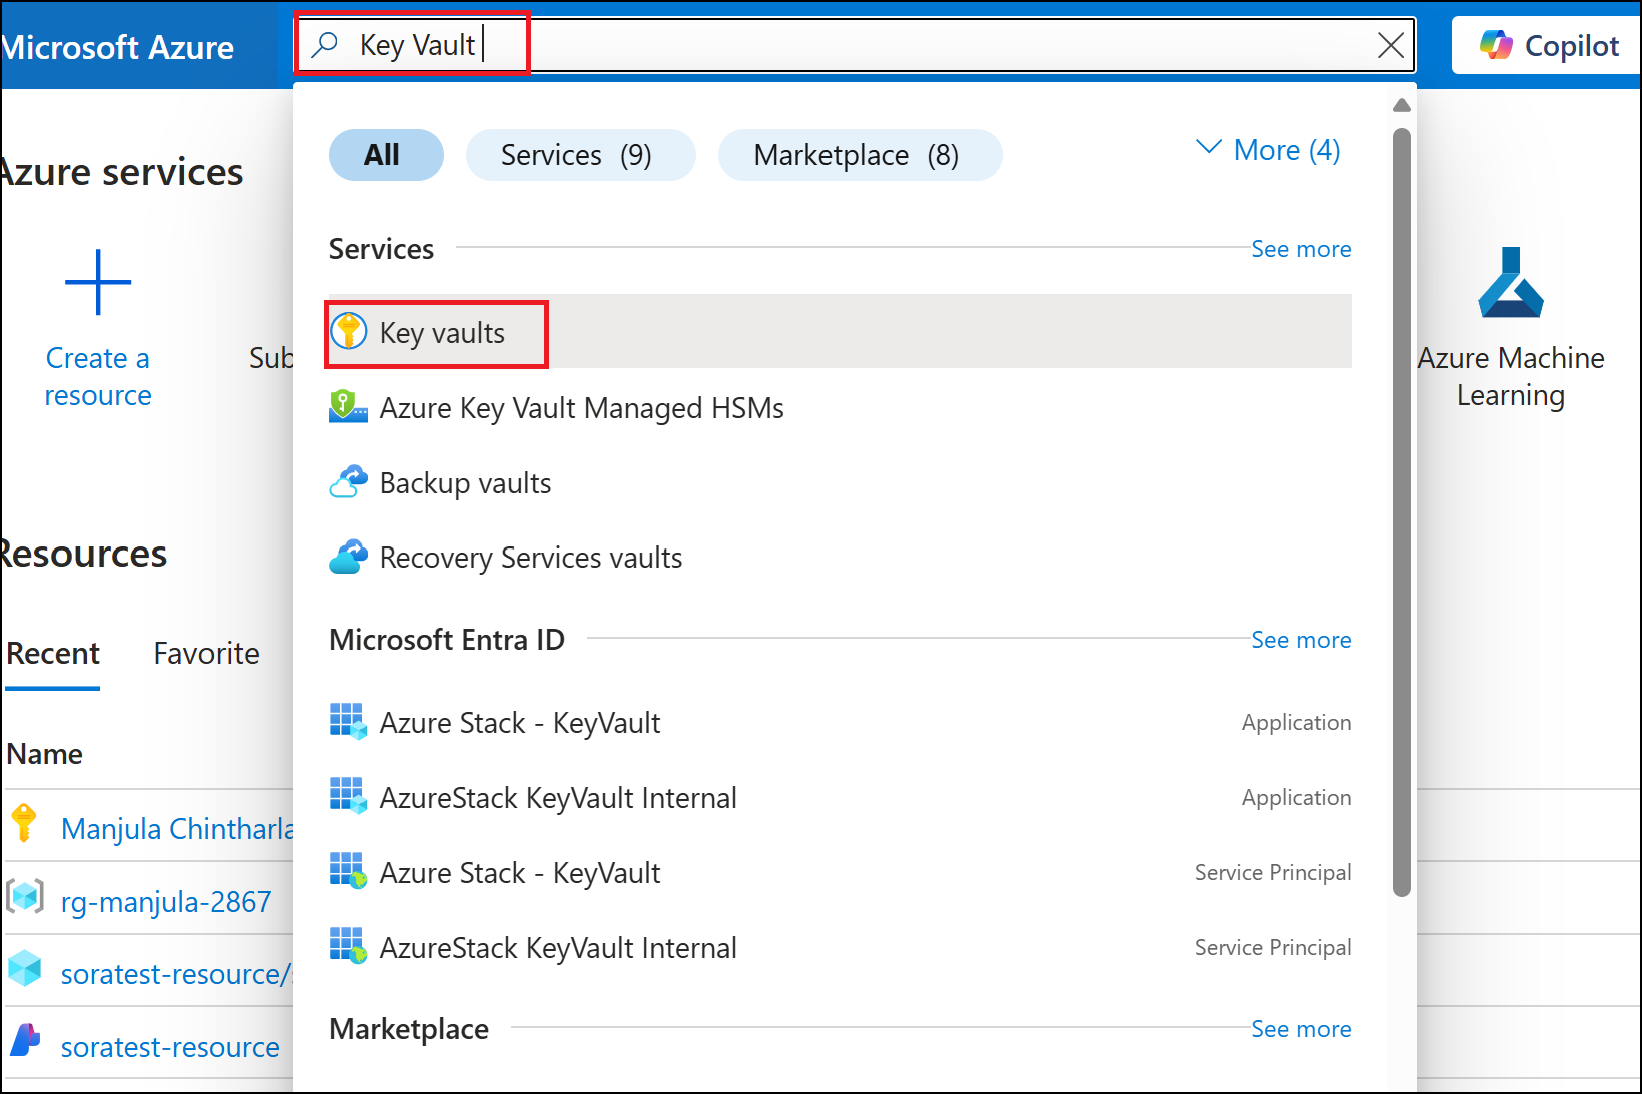 Microsoft Azure
Key Vault
Copilot
All
Services (9)
Marketplace (8)
More (4)
Azure services
Services
See more
Create a
resource
Sub
Key vaults
Azure Key Vault Managed HSMs
Backup vaults
Recovery Services vaults
Azure Machine
Learning
Resources
Recent
Favorite
Name
Manjula Chintharla
rg-manjula-2867
soratest-resource/s
soratest-resource
Microsoft Entra ID
See more
Azure Stack - KeyVault
Application
AzureStack KeyVault Internal
Application
Azure Stack - KeyVault
Service Principal
AzureStack KeyVault Internal
Service Principal
Marketplace
See more